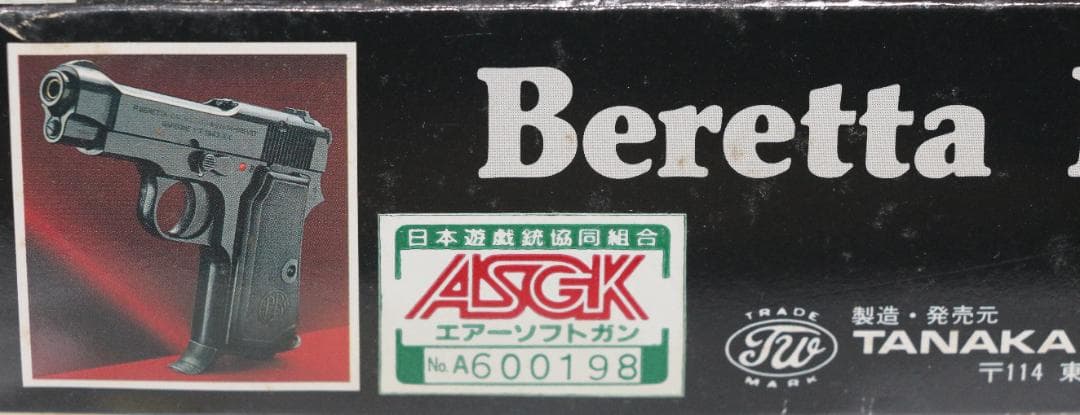 Beretta
日本遊戯銃協同組合
ASGK
エアーソフトガン
No. A600198
TRADE
TW
MARK
製造・発売元
TANAKA
〒114 東